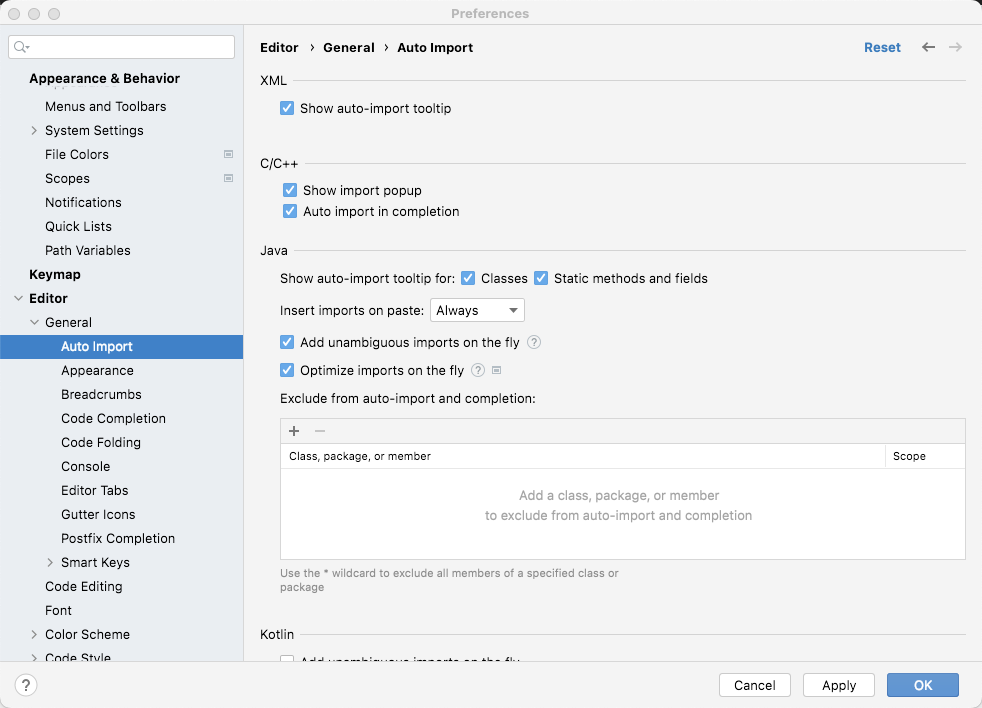 Preferences
Appearance & Behavior
Menus and Toolbars
System Settings
File Colors
Scopes
Notifications
Quick Lists
Path Variables
Keymap
Editor
General
Auto Import
Appearance
Breadcrumbs
Code Completion
Code Folding
Console
Editor Tabs
Gutter Icons
Postfix Completion
Smart Keys
Code Editing
Font
Color Scheme
Code Style
Editor › General › Auto Import
Reset
XML
Show auto-import tooltip
C/C++
Show import popup
Auto import in completion
Java
Show auto-import tooltip for: Classes Static methods and fields
Insert imports on paste: Always
Add unambiguous imports on the fly ?
Optimize imports on the fly ?
Exclude from auto-import and completion:
+ −
Class, package, or member Scope
Add a class, package, or member
to exclude from auto-import and completion
Use the * wildcard to exclude all members of a specified class or
package
Kotlin
Add unambiguous imports on the fly
? Cancel Apply OK